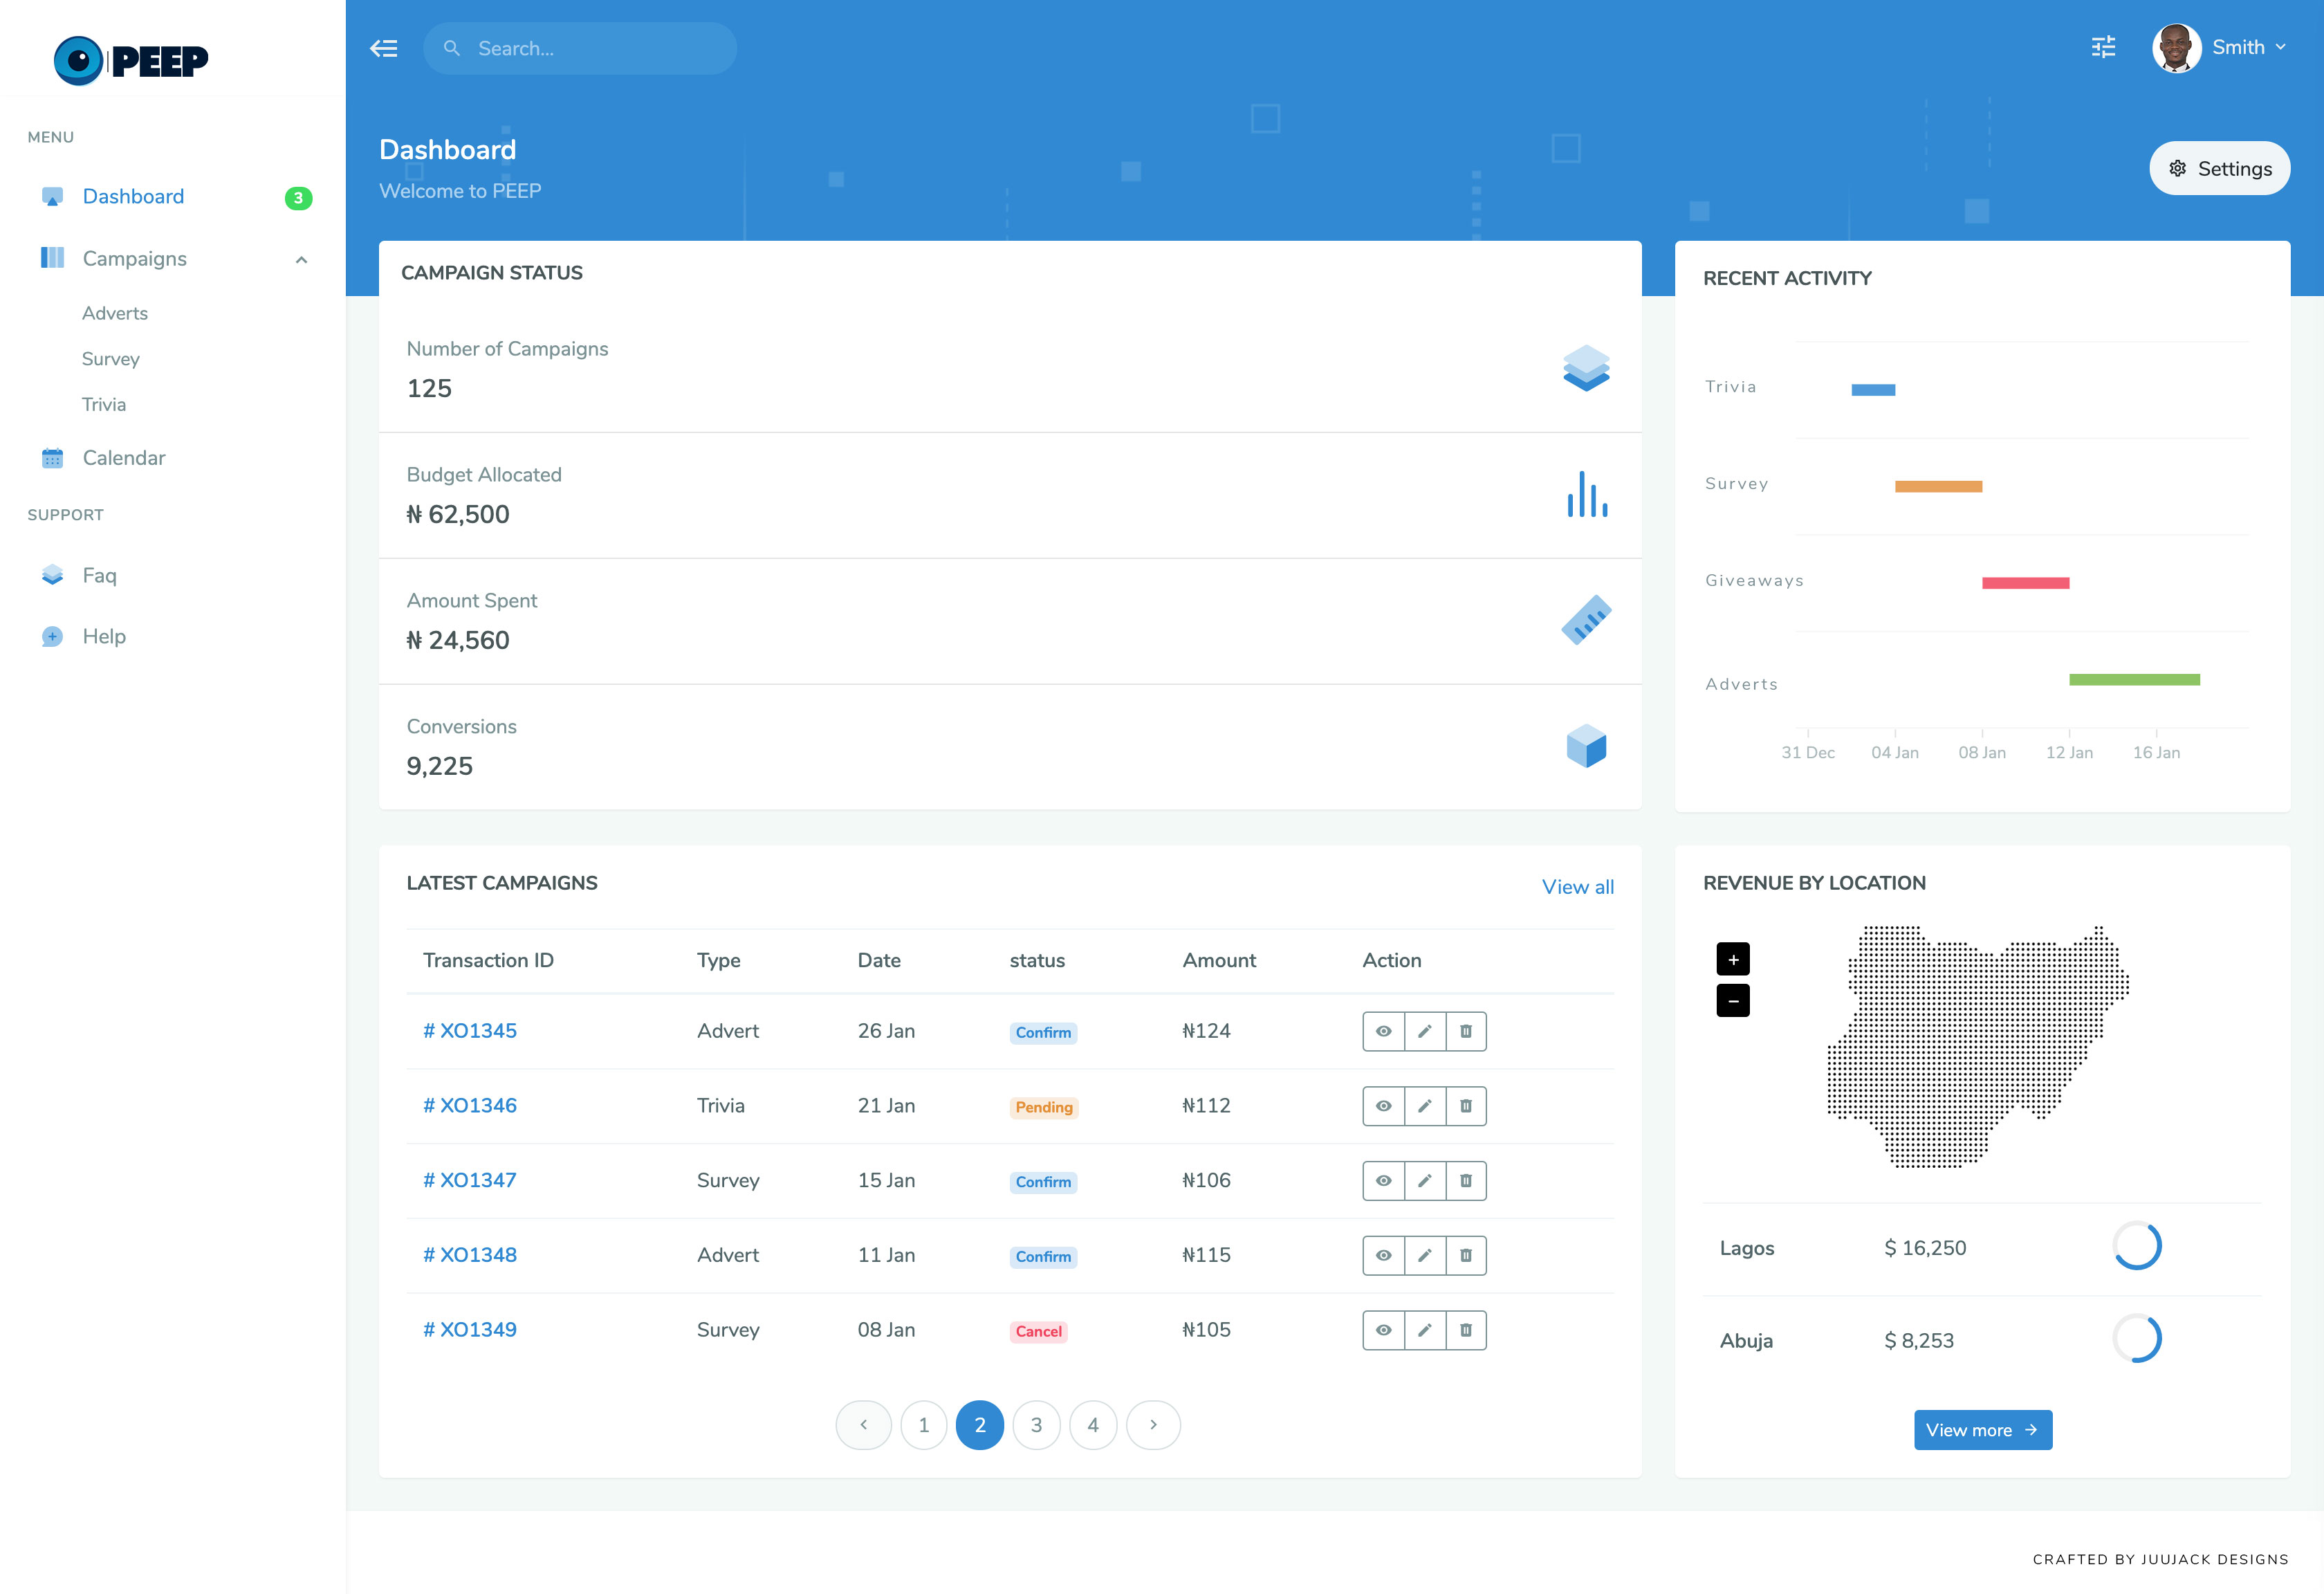 PEEP
Search...
Smith
MENU
Dashboard 3
Campaigns
Adverts
Survey
Trivia
Calendar
SUPPORT
Faq
Help
Dashboard
Welcome to PEEP
Settings
CAMPAIGN STATUS
Number of Campaigns
125
Budget Allocated
₦ 62,500
Amount Spent
₦ 24,560
Conversions
9,225
RECENT ACTIVITY
Trivia
Survey
Giveaways
Adverts
31 Dec 04 Jan 08 Jan 12 Jan 16 Jan
LATEST CAMPAIGNS
View all
Transaction ID Type Date status Amount Action
# XO1345 Advert 26 Jan Confirm ₦124
# XO1346 Trivia 21 Jan Pending ₦112
# XO1347 Survey 15 Jan Confirm ₦106
# XO1348 Advert 11 Jan Confirm ₦115
# XO1349 Survey 08 Jan Cancel ₦105
1 2 3 4
REVENUE BY LOCATION
+
−
Lagos $ 16,250
Abuja $ 8,253
View more
CRAFTED BY JUUJACK DESIGNS